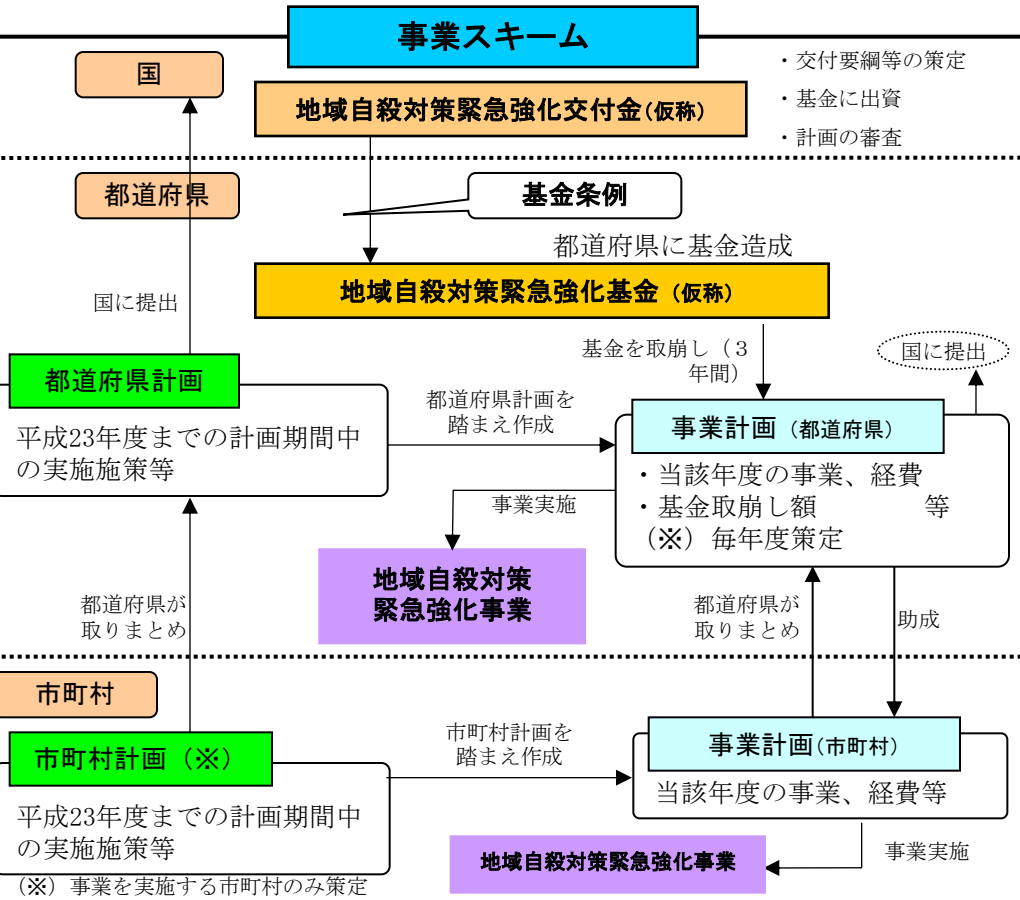 事業スキーム
国
地域自殺対策緊急強化交付金(仮称)
・交付要綱等の策定
・基金に出資
・計画の審査
都道府県
基金条例
都道府県に基金造成
地域自殺対策緊急強化基金（仮称）
国に提出
基金を取崩し（３
年間）
国に提出
都道府県計画
平成23年度までの計画期間中
の実施施策等
都道府県計画を
踏まえ作成
事業計画（都道府県）
・当該年度の事業、経費
・基金取崩し額　　　　等
（※）毎年度策定
事業実施
地域自殺対策
緊急強化事業
都道府県が
取りまとめ
都道府県が
取りまとめ
助成
市町村
市町村計画（※）
平成23年度までの計画期間中
の実施施策等
（※）事業を実施する市町村のみ策定
市町村計画を
踏まえ作成
事業計画(市町村)
当該年度の事業、経費等
事業実施
地域自殺対策緊急強化事業